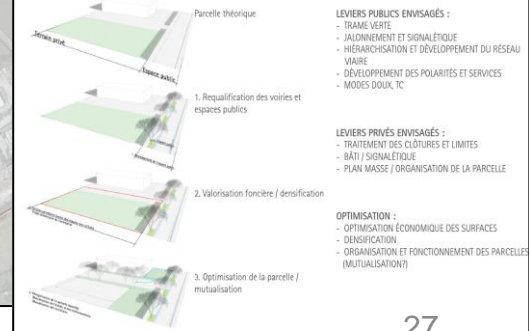 Parcelle théorique
Terrain privé
Espace public
1. Requalification des voiries et
espaces publics
2. Valorisation foncière / densification
3. Optimisation de la parcelle /
mutualisation
LEVIERS PUBLICS ENVISAGÉS :
- TRAME VERTE
- JALONNEMENT ET SIGNALÉTIQUE
- HIÉRARCHISATION ET DÉVELOPPEMENT DU RÉSEAU
VIAIRE
- DÉVELOPPEMENT DES POLARITÉS ET SERVICES
- MODES DOUX, TC
LEVIERS PRIVÉS ENVISAGÉS :
- TRAITEMENT DES CLÔTURES ET LIMITES
- BÂTI / SIGNALÉTIQUE
- PLAN MASSE / ORGANISATION DE LA PARCELLE
OPTIMISATION :
- OPTIMISATION ÉCONOMIQUE DES SURFACES
- DENSIFICATION
- ORGANISATION ET FONCTIONNEMENT DES PARCELLES
(MUTUALISATION?)
27